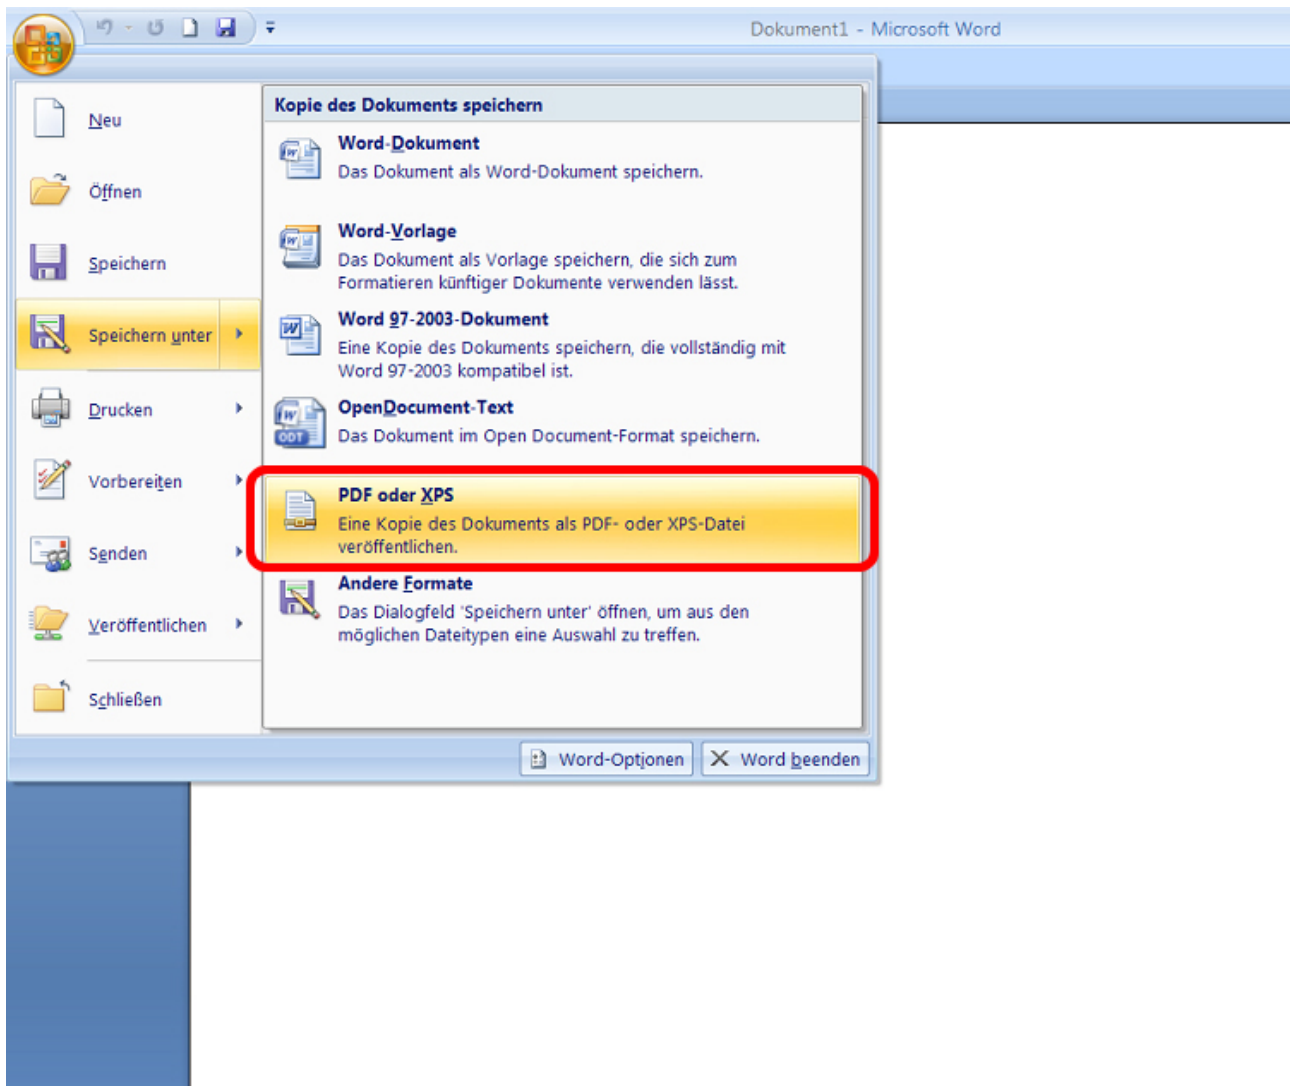 Dokument1 - Microsoft Word
Neu
Öffnen
Speichern
Speichern unter
Drucken
Vorbereiten
Senden
Veröffentlichen
Schließen
Kopie des Dokuments speichern
Word-Dokument
Das Dokument als Word-Dokument speichern.
Word-Vorlage
Das Dokument als Vorlage speichern, die sich zum
Formatieren künftiger Dokumente verwenden lässt.
Word 97-2003-Dokument
Eine Kopie des Dokuments speichern, die vollständig mit
Word 97-2003 kompatibel ist.
OpenDocument-Text
ODT
Das Dokument im Open Document-Format speichern.
PDF oder XPS
Eine Kopie des Dokuments als PDF- oder XPS-Datei
veröffentlichen.
Andere Formate
Das Dialogfeld 'Speichern unter' öffnen, um aus den
möglichen Dateitypen eine Auswahl zu treffen.
Word-Optionen
Word beenden